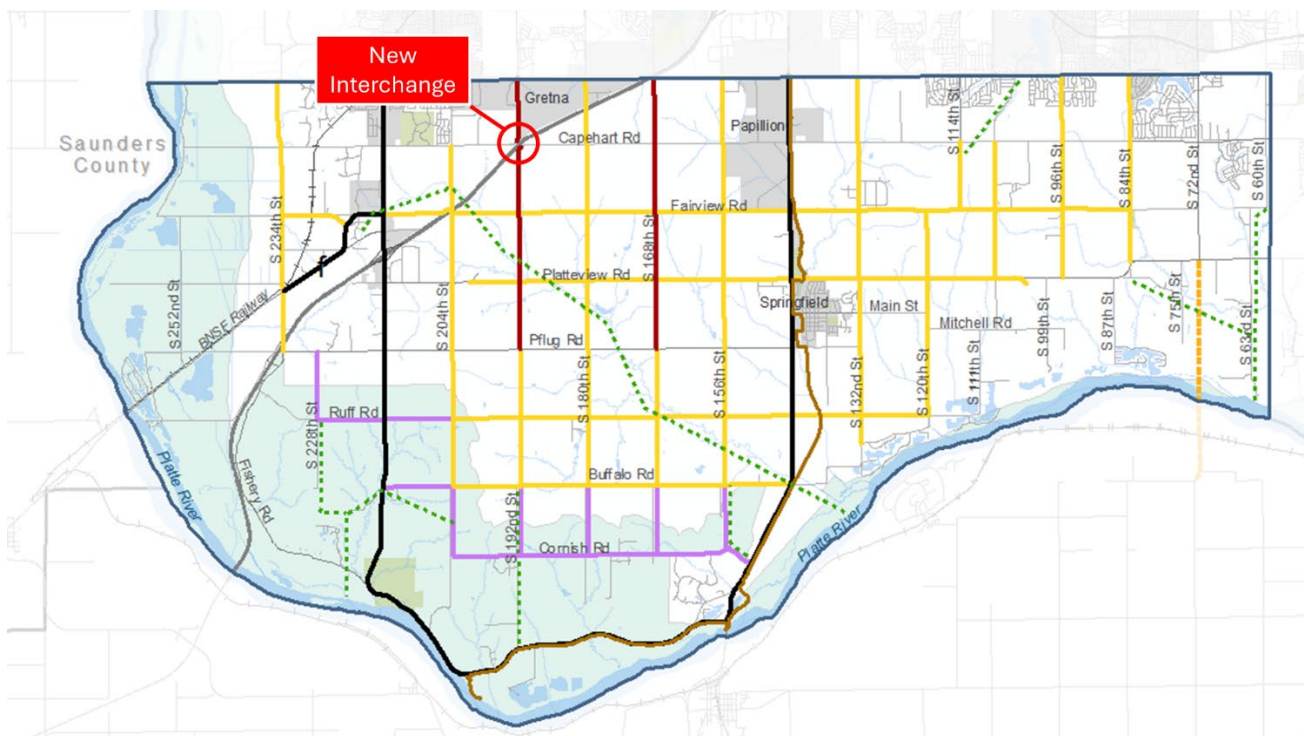 New
Interchange
Gretna
S 114th St
Saunders
County
Capehart Rd
Papillion
S 96th St
S 84th St
S 72nd St
S 60th St
Fairview Rd
S 234th St
S 168th St
Platteview Rd
S 252nd St
BNSF Railway
S 204th St
Springfield
Main St
Mitchell Rd
S 99th St
S 87th St
S 75th St
S 63rd St
Pflug Rd
S 180th St
S 156th St
S 132nd St
S 120th St
S 111th St
Ruff Rd
S 228th St
Buffalo Rd
Platte River
Fishery Rd
S 192nd St
Cornish Rd
Platte River